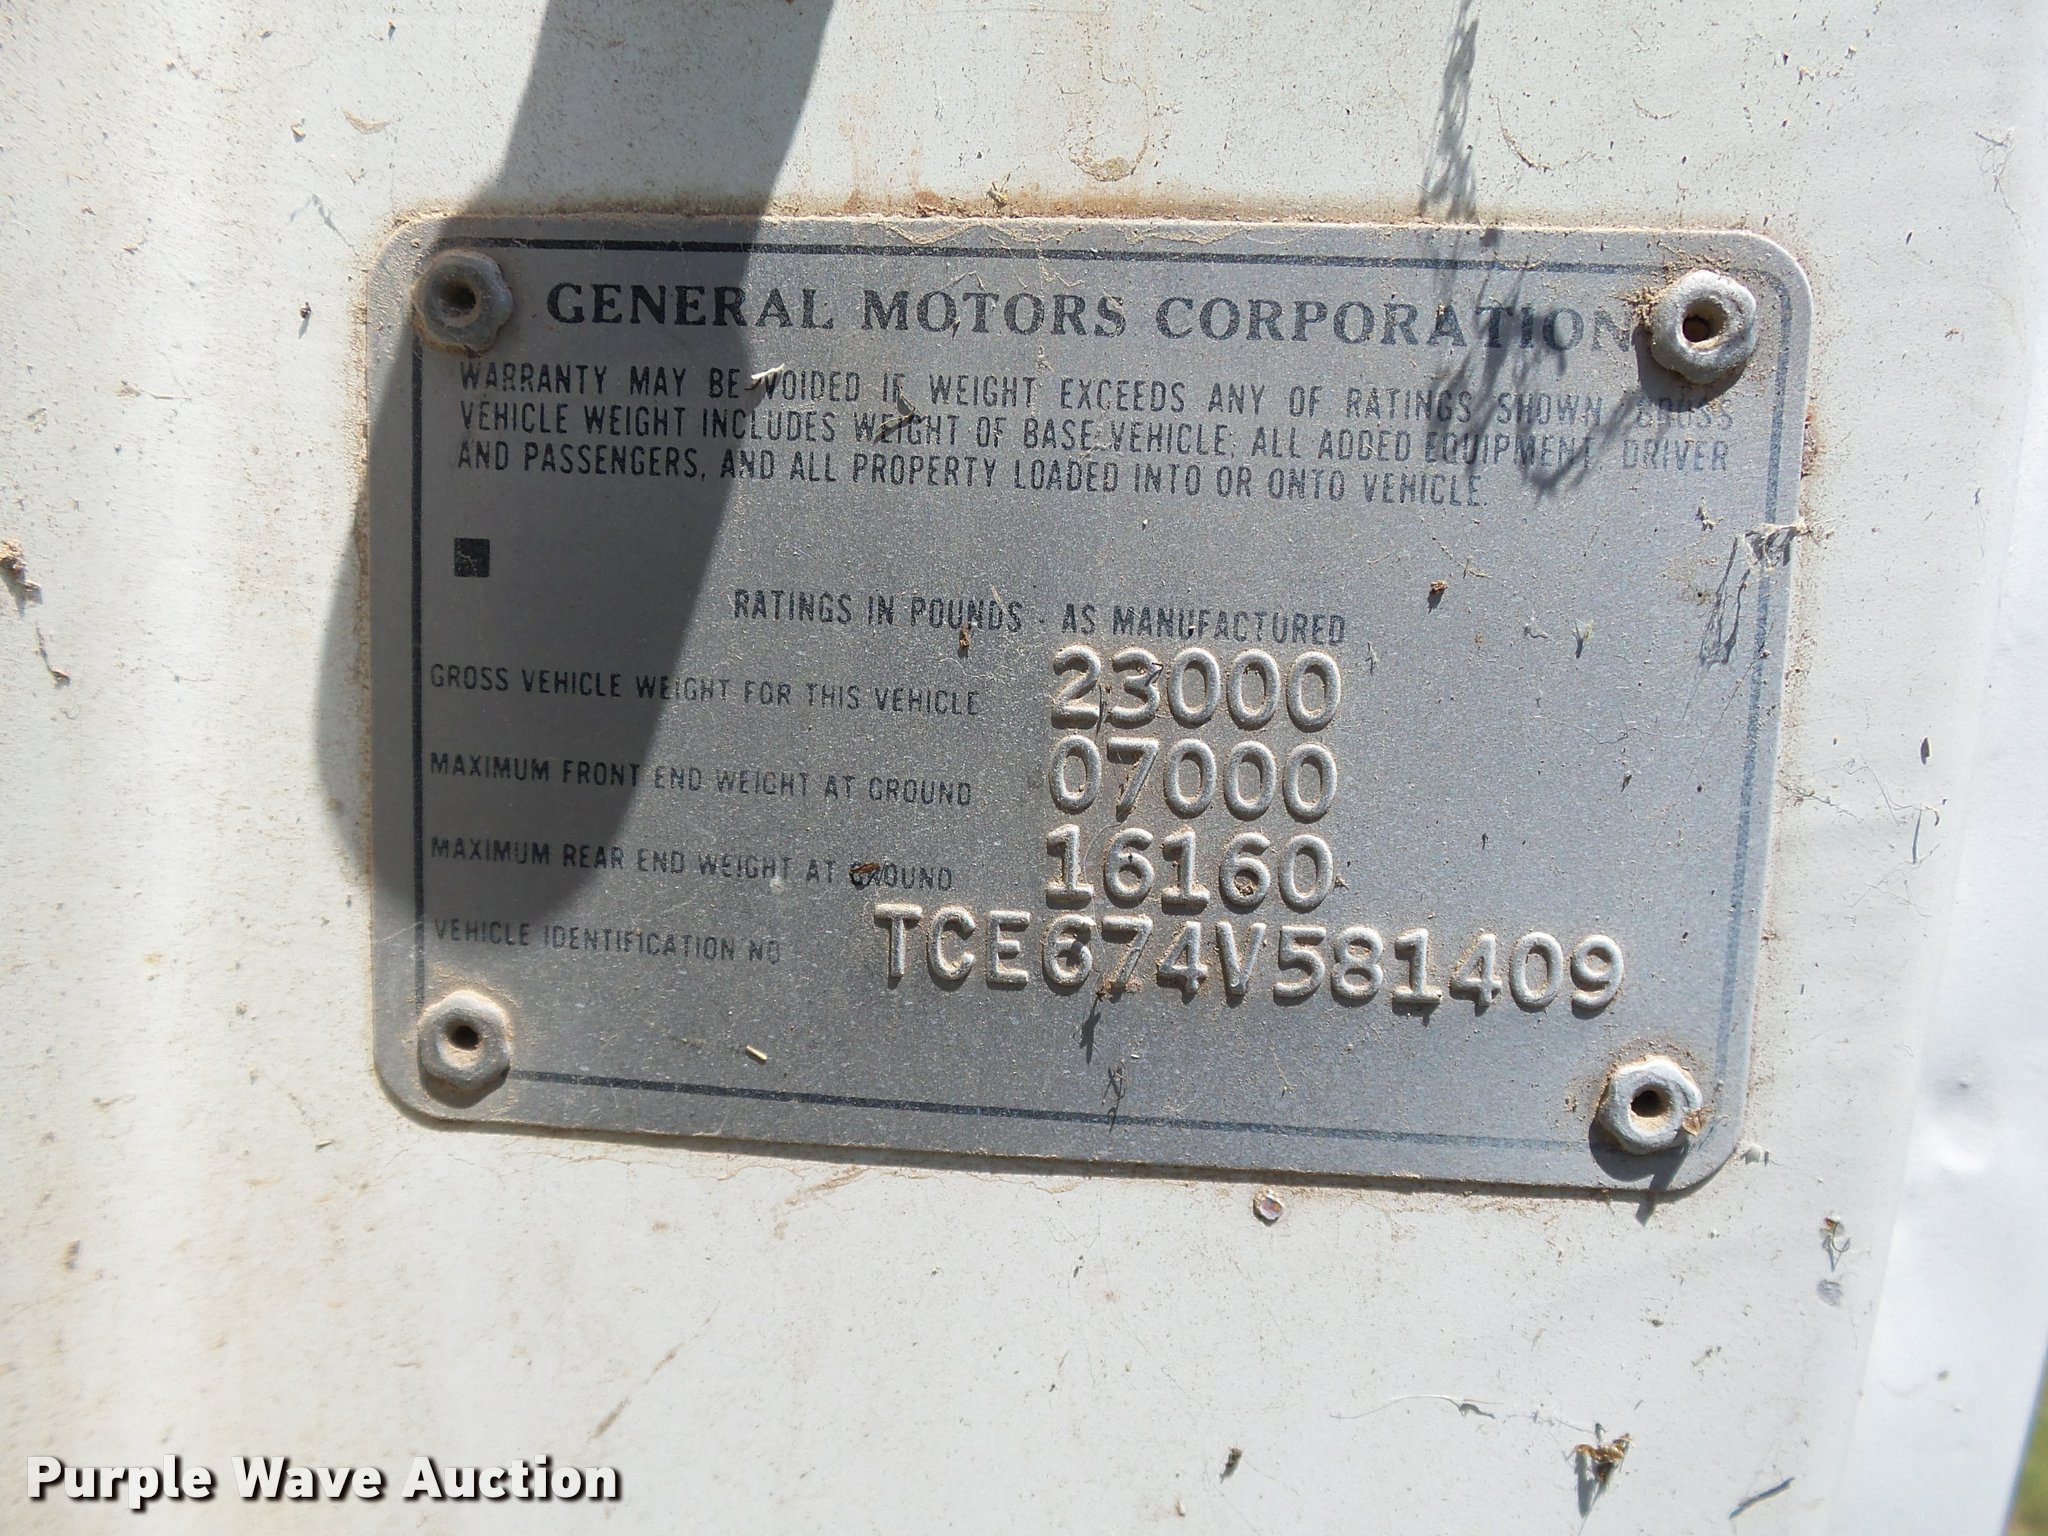 GENERAL MOTORS CORPORATION
WARRANTY MAY BE VOIDED IF WEIGHT EXCEEDS ANY OF RATINGS SHOWN. GROSS
VEHICLE WEIGHT INCLUDES WEIGHT OF BASE VEHICLE, ALL ADDED EQUIPMENT, DRIVER
AND PASSENGERS, AND ALL PROPERTY LOADED INTO OR ONTO VEHICLE.
RATINGS IN POUNDS - AS MANUFACTURED
GROSS VEHICLE WEIGHT FOR THIS VEHICLE 23000
MAXIMUM FRONT END WEIGHT AT GROUND 07000
MAXIMUM REAR END WEIGHT AT GROUND 16160
VEHICLE IDENTIFICATION NO TCE674V581409
Purple Wave Auction